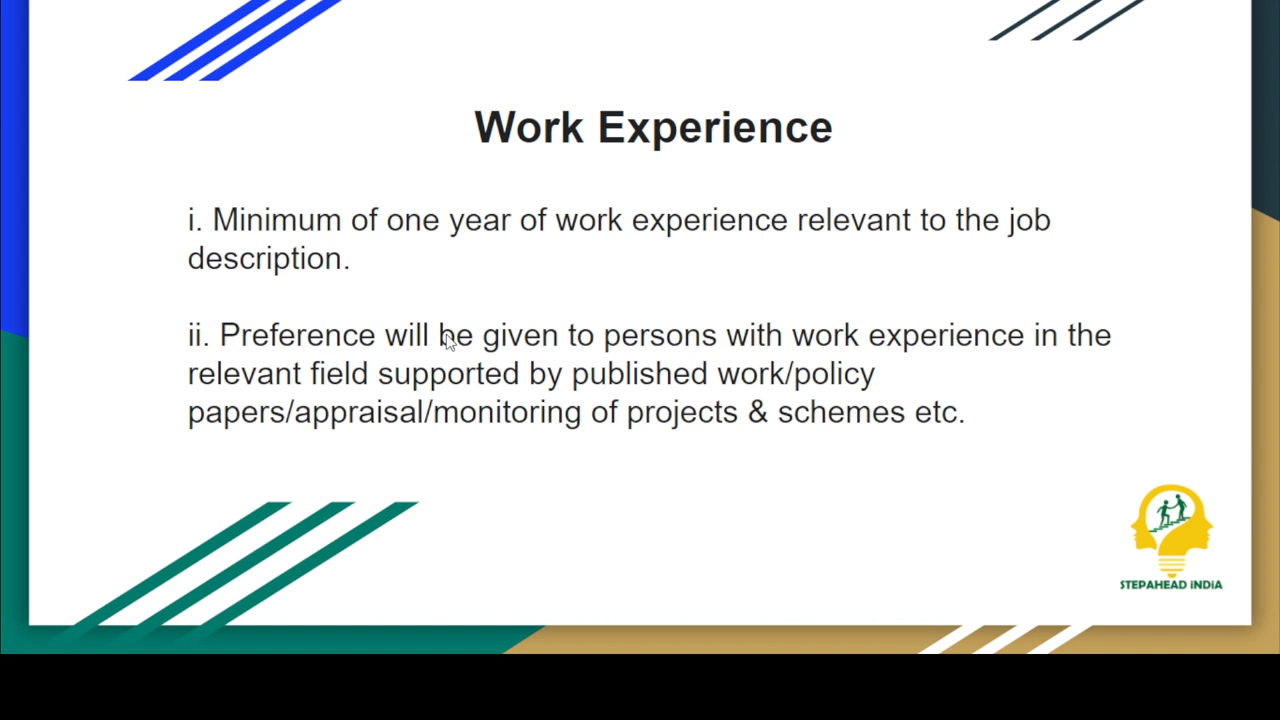 Work Experience
i. Minimum of one year of work experience relevant to the job
description.
ii. Preference will be given to persons with work experience in the
relevant field supported by published work/policy
papers/appraisal/monitoring of projects & schemes etc.
STEPAHEAD iNDiA